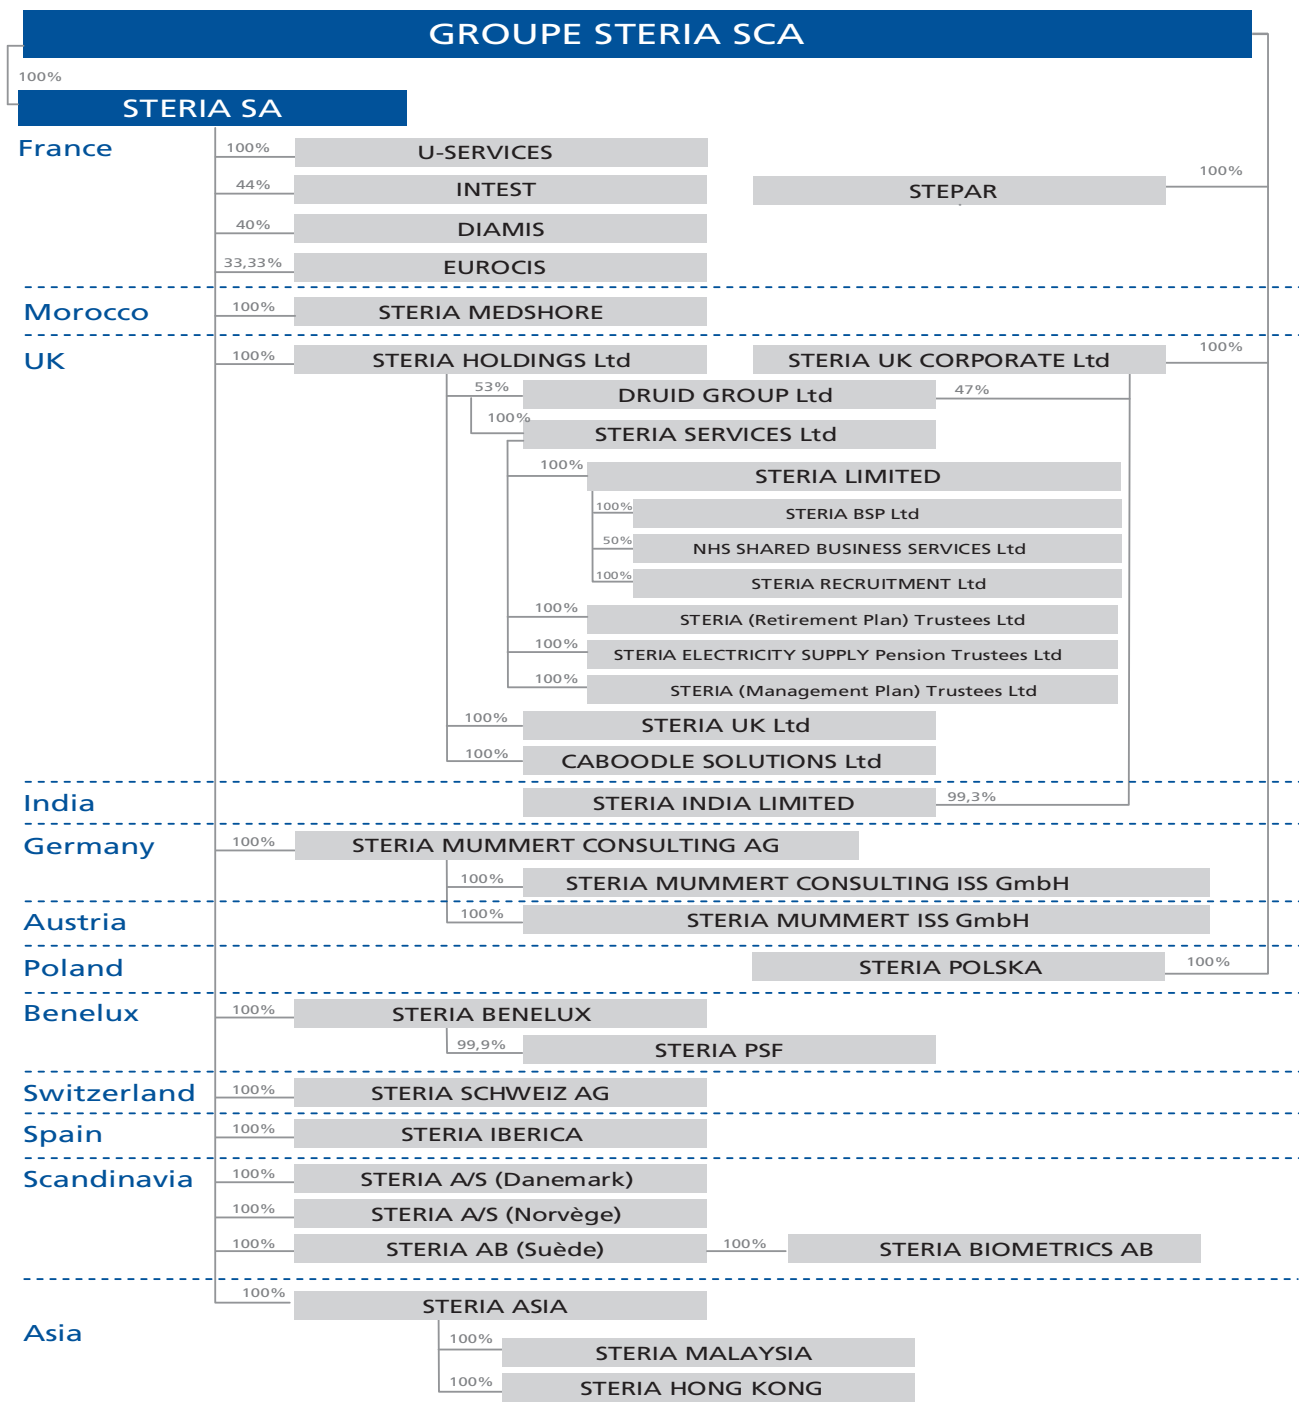 GROUPE STERIA SCA
100%
STERIA SA
France
100%
U-SERVICES
44%
INTEST
STEPAR
100%
40%
DIAMIS
33,33%
EUROCIS
Morocco
100%
STERIA MEDSHORE
UK
100%
STERIA HOLDINGS Ltd
STERIA UK CORPORATE Ltd
100%
53%
DRUID GROUP Ltd
47%
100%
STERIA SERVICES Ltd
100%
STERIA LIMITED
100%
STERIA BSP Ltd
50%
NHS SHARED BUSINESS SERVICES Ltd
100%
STERIA RECRUITMENT Ltd
100%
STERIA (Retirement Plan) Trustees Ltd
100%
STERIA ELECTRICITY SUPPLY Pension Trustees Ltd
100%
STERIA (Management Plan) Trustees Ltd
100%
STERIA UK Ltd
100%
CABOODLE SOLUTIONS Ltd
India
STERIA INDIA LIMITED
99,3%
Germany
100%
STERIA MUMMERT CONSULTING AG
100%
STERIA MUMMERT CONSULTING ISS GmbH
Austria
100%
STERIA MUMMERT ISS GmbH
Poland
STERIA POLSKA
100%
Benelux
100%
STERIA BENELUX
99,9%
STERIA PSF
Switzerland
100%
STERIA SCHWEIZ AG
Spain
100%
STERIA IBERICA
Scandinavia
100%
STERIA A/S (Danemark)
100%
STERIA A/S (Norvège)
100%
STERIA AB (Suède)
100%
STERIA BIOMETRICS AB
100%
STERIA ASIA
Asia
100%
STERIA MALAYSIA
100%
STERIA HONG KONG